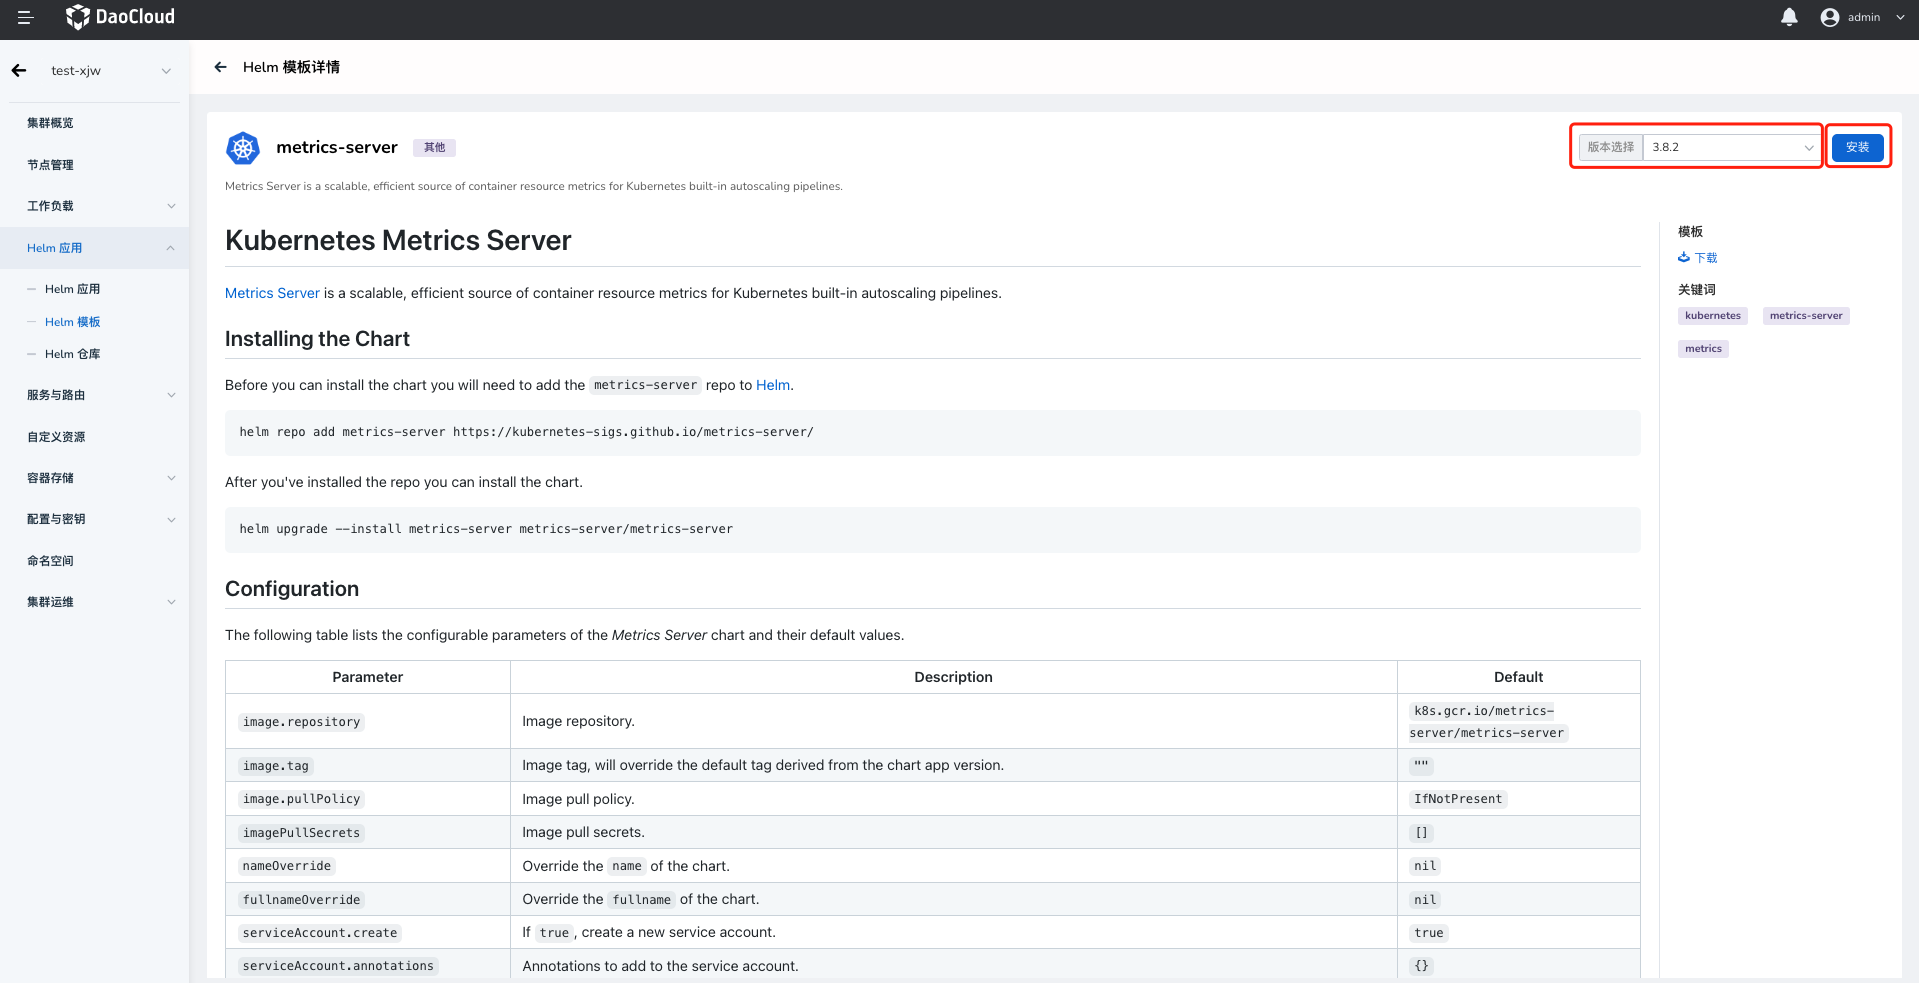 DaoCloud
admin
test-xjw
集群概览
节点管理
工作负载
Helm 应用
Helm 应用
Helm 模板
Helm 仓库
服务与路由
自定义资源
容器存储
配置与密钥
命名空间
集群运维
Helm 模板详情
metrics-server 其他
版本选择 3.8.2 安装
Metrics Server is a scalable, efficient source of container resource metrics for Kubernetes built-in autoscaling pipelines.
Kubernetes Metrics Server
Metrics Server is a scalable, efficient source of container resource metrics for Kubernetes built-in autoscaling pipelines.
Installing the Chart
Before you can install the chart you will need to add the metrics-server repo to Helm.
helm repo add metrics-server https://kubernetes-sigs.github.io/metrics-server/
After you've installed the repo you can install the chart.
helm upgrade --install metrics-server metrics-server/metrics-server
Configuration
The following table lists the configurable parameters of the Metrics Server chart and their default values.
Parameter Description Default
image.repository Image repository. k8s.gcr.io/metrics-
server/metrics-server
image.tag Image tag, will override the default tag derived from the chart app version. ""
image.pullPolicy Image pull policy. IfNotPresent
imagePullSecrets Image pull secrets. []
nameOverride Override the name of the chart. nil
fullnameOverride Override the fullname of the chart. nil
serviceAccount.create If true, create a new service account. true
serviceAccount.annotations Annotations to add to the service account. {}
模板
下载
关键词
kubernetes metrics-server
metrics